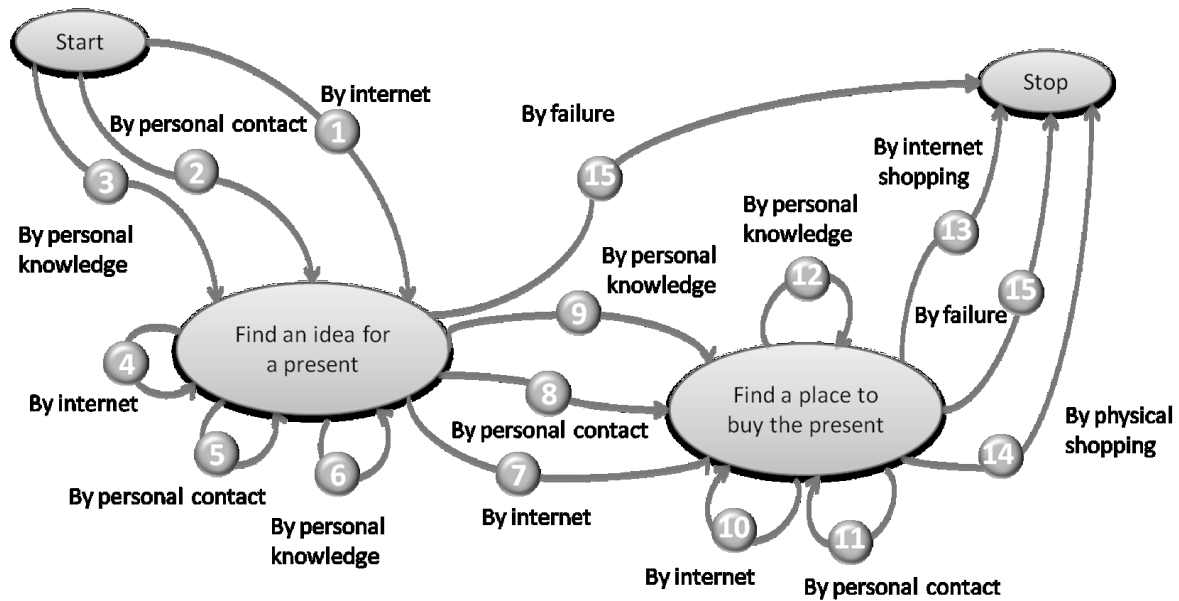 Start
Stop
By internet
1
By personal contact
2
3
By personal
knowledge
By failure
15
By internet
shopping
13
By personal
knowledge
12
By personal
knowledge
9
By failure
15
Find an idea for
a present
4
By internet
8
By personal contact
Find a place to
buy the present
By physical
shopping
14
5
By personal contact
6
By personal
knowledge
7
By internet
10
By internet
11
By personal contact